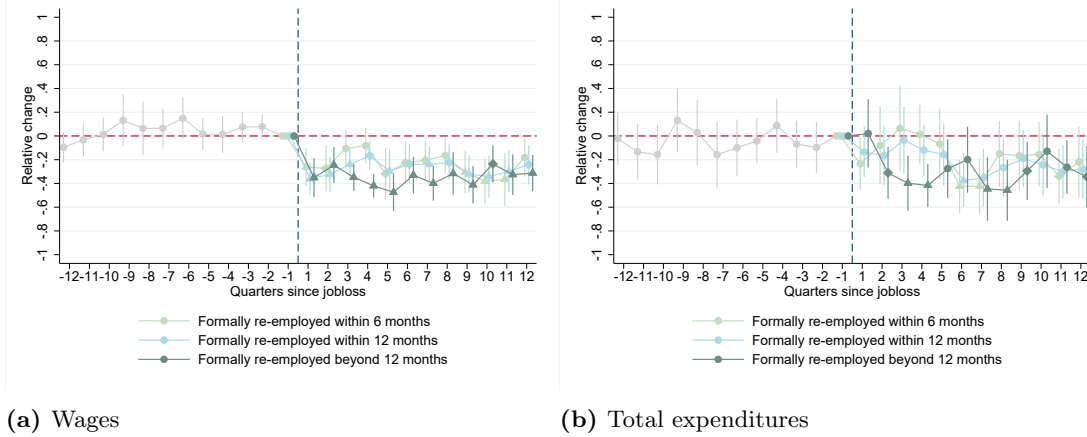 Relative change
1
.8
.6
.4
.2
0
-.2
-.4
-.6
-.8
-1
-12 -11 -10 -9 -8 -7 -6 -5 -4 -3 -2 -1 1 2 3 4 5 6 7 8 9 10 11 12
Quarters since jobloss
Formally re-employed within 6 months
Formally re-employed within 12 months
Formally re-employed beyond 12 months
(a) Wages
Relative change
1
.8
.6
.4
.2
0
-.2
-.4
-.6
-.8
-1
-12 -11 -10 -9 -8 -7 -6 -5 -4 -3 -2 -1 1 2 3 4 5 6 7 8 9 10 11 12
Quarters since jobloss
Formally re-employed within 6 months
Formally re-employed within 12 months
Formally re-employed beyond 12 months
(b) Total expenditures